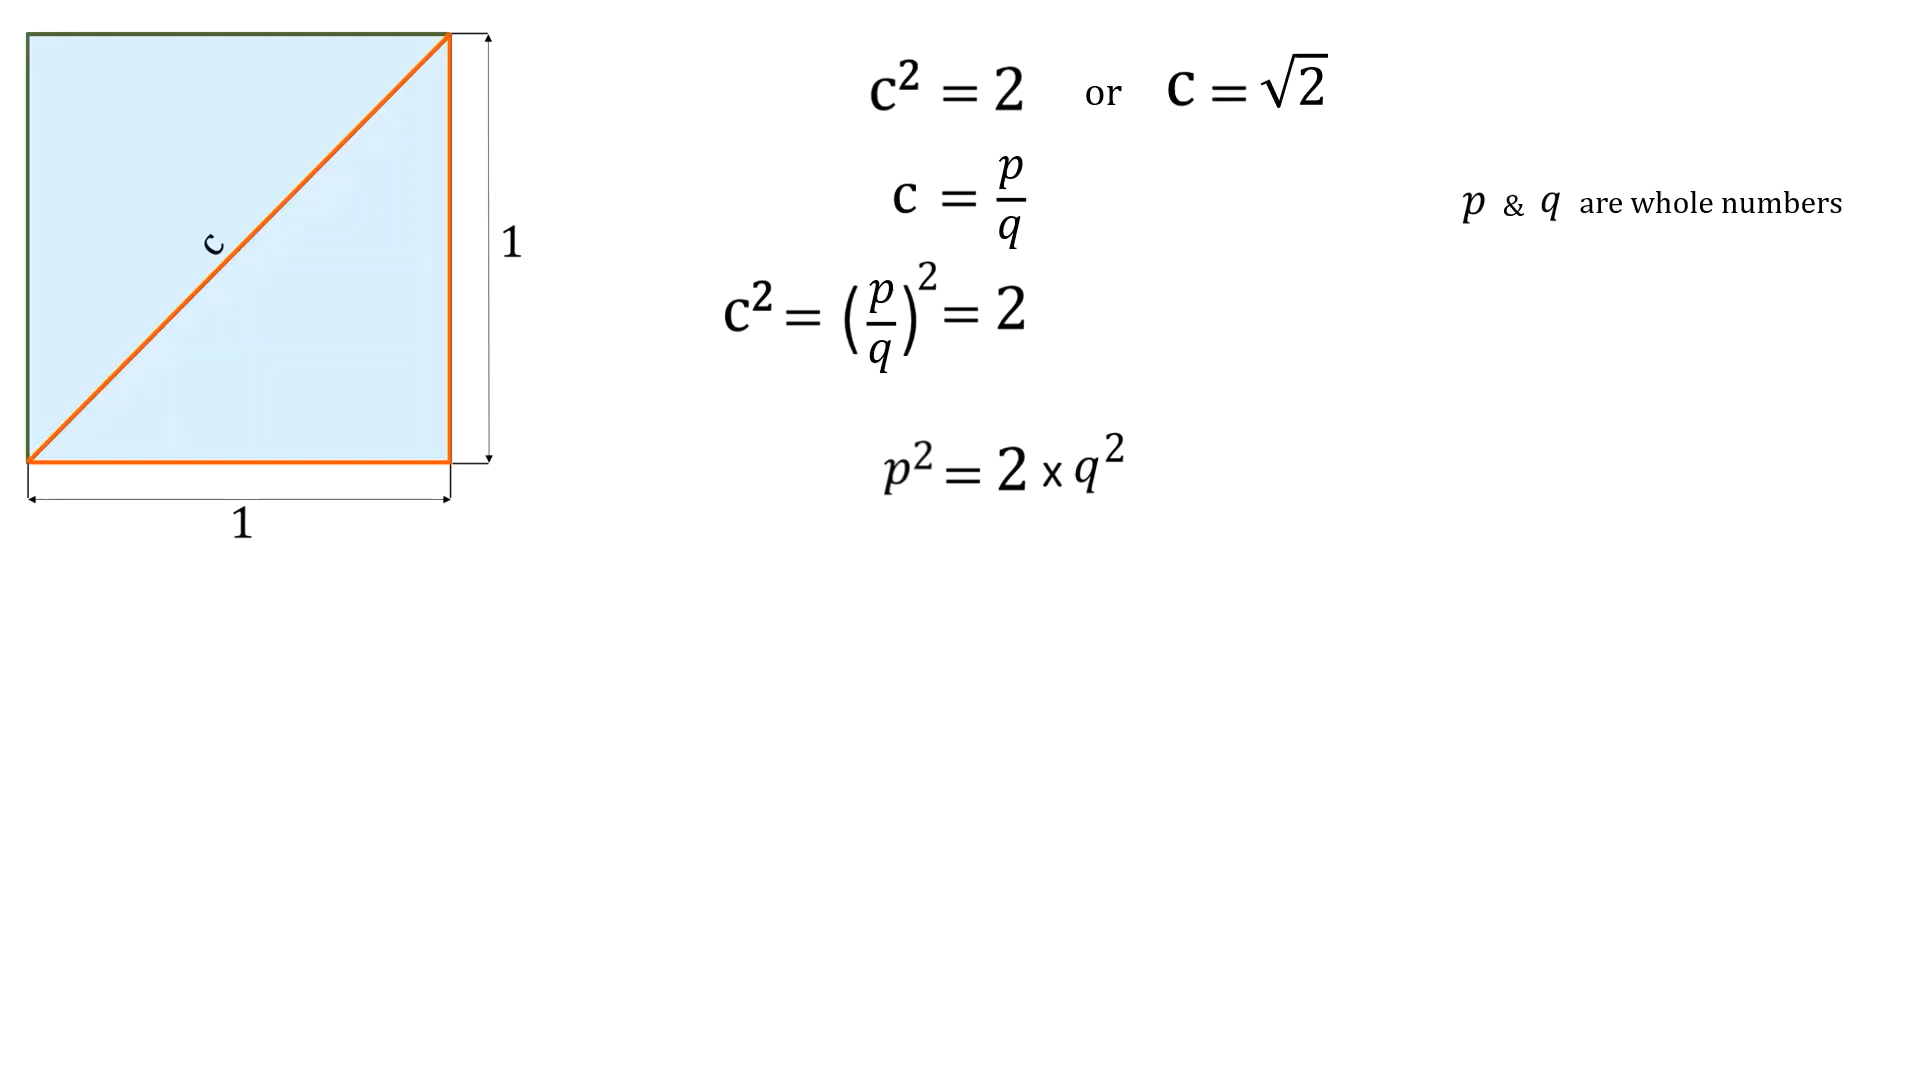 c² = 2 or c = √2
c = p/q p & q are whole numbers
c² = (p/q)² = 2
p² = 2 x q²
c
1
1